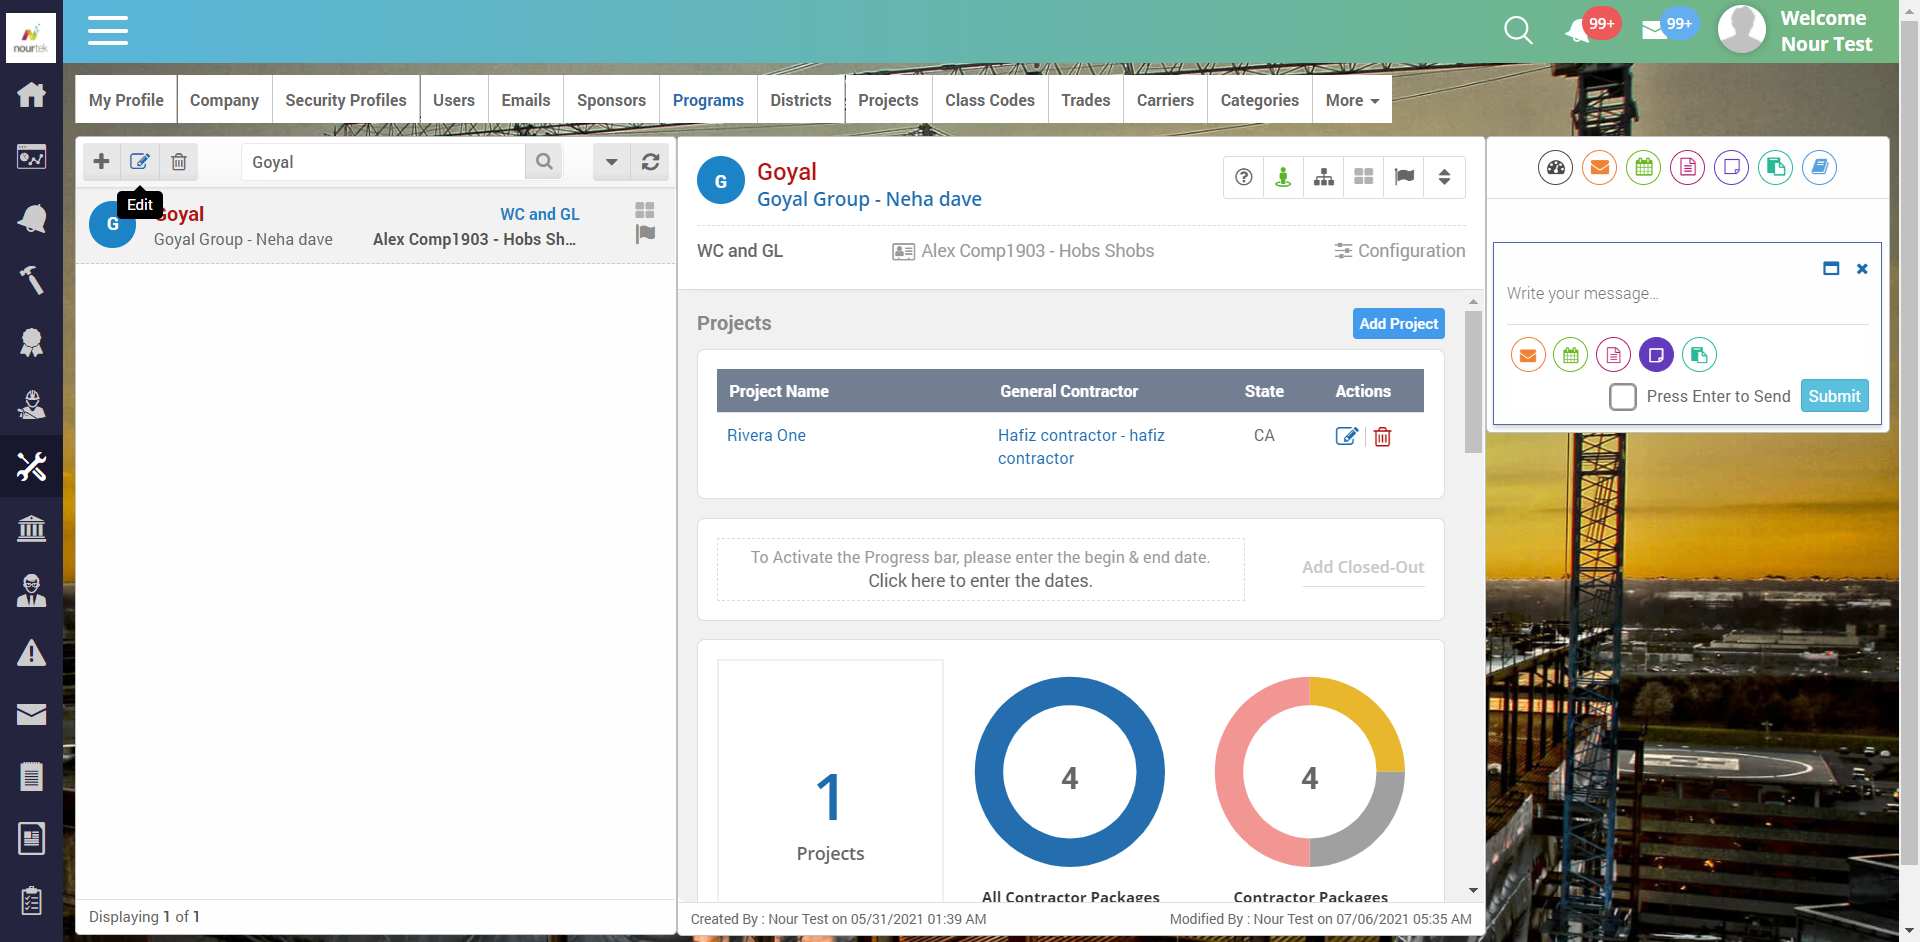 nourtek
99+
99+
Welcome
Nour Test
My Profile
Company
Security Profiles
Users
Emails
Sponsors
Programs
Districts
Projects
Class Codes
Trades
Carriers
Categories
More
Goyal
Edit
G
Goyal
WC and GL
Goyal Group - Neha dave
Alex Comp1903 - Hobs Sh...
Displaying 1 of 1
G
Goyal
Goyal Group - Neha dave
WC and GL
Alex Comp1903 - Hobs Shobs
Configuration
Projects
Add Project
Project Name
General Contractor
State
Actions
Rivera One
Hafiz contractor - hafiz
contractor
CA
To Activate the Progress bar, please enter the begin & end date.
Click here to enter the dates.
Add Closed-Out
1
Projects
4
All Contractor Packages
4
Contractor Packages
Created By : Nour Test on 05/31/2021 01:39 AM
Modified By : Nour Test on 07/06/2021 05:35 AM
Write your message...
Press Enter to Send
Submit